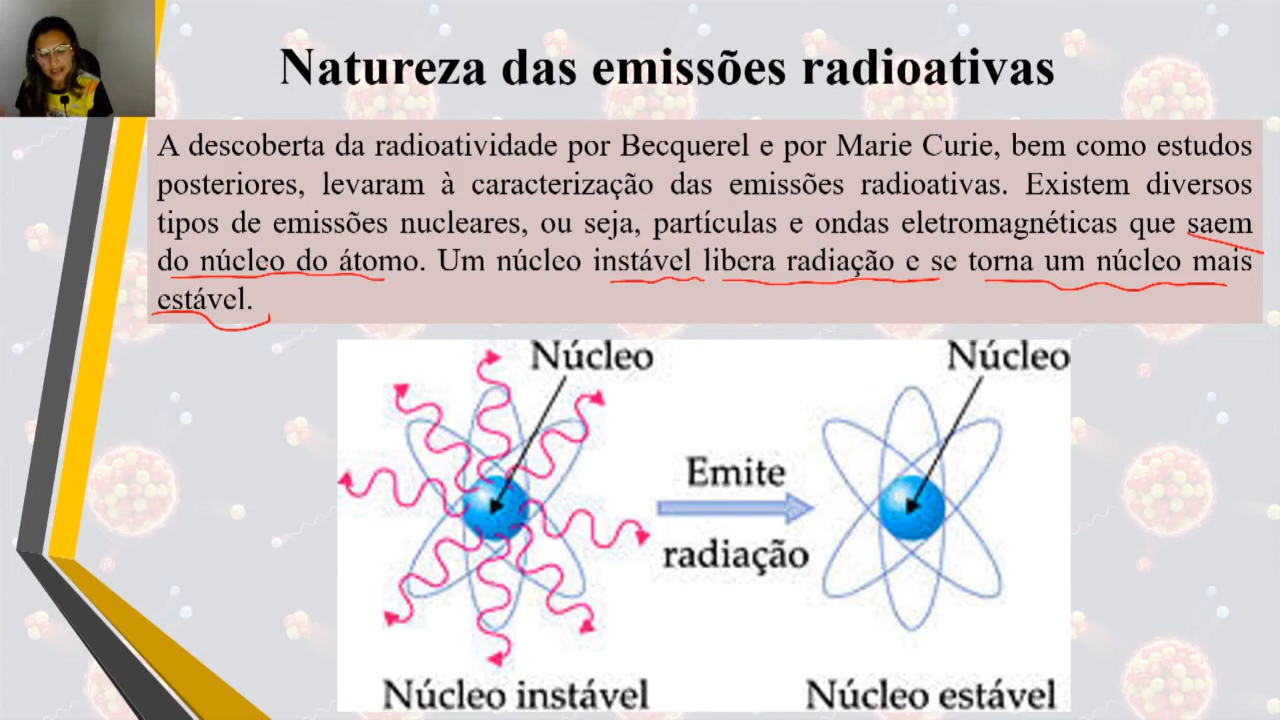 Natureza das emissões radioativas
A descoberta da radioatividade por Becquerel e por Marie Curie, bem como estudos
posteriores, levaram à caracterização das emissões radioativas. Existem diversos
tipos de emissões nucleares, ou seja, partículas e ondas eletromagnéticas que saem
do núcleo do átomo. Um núcleo instável libera radiação e se torna um núcleo mais
estável.
Núcleo
Núcleo
Emite
radiação
Núcleo instável
Núcleo estável